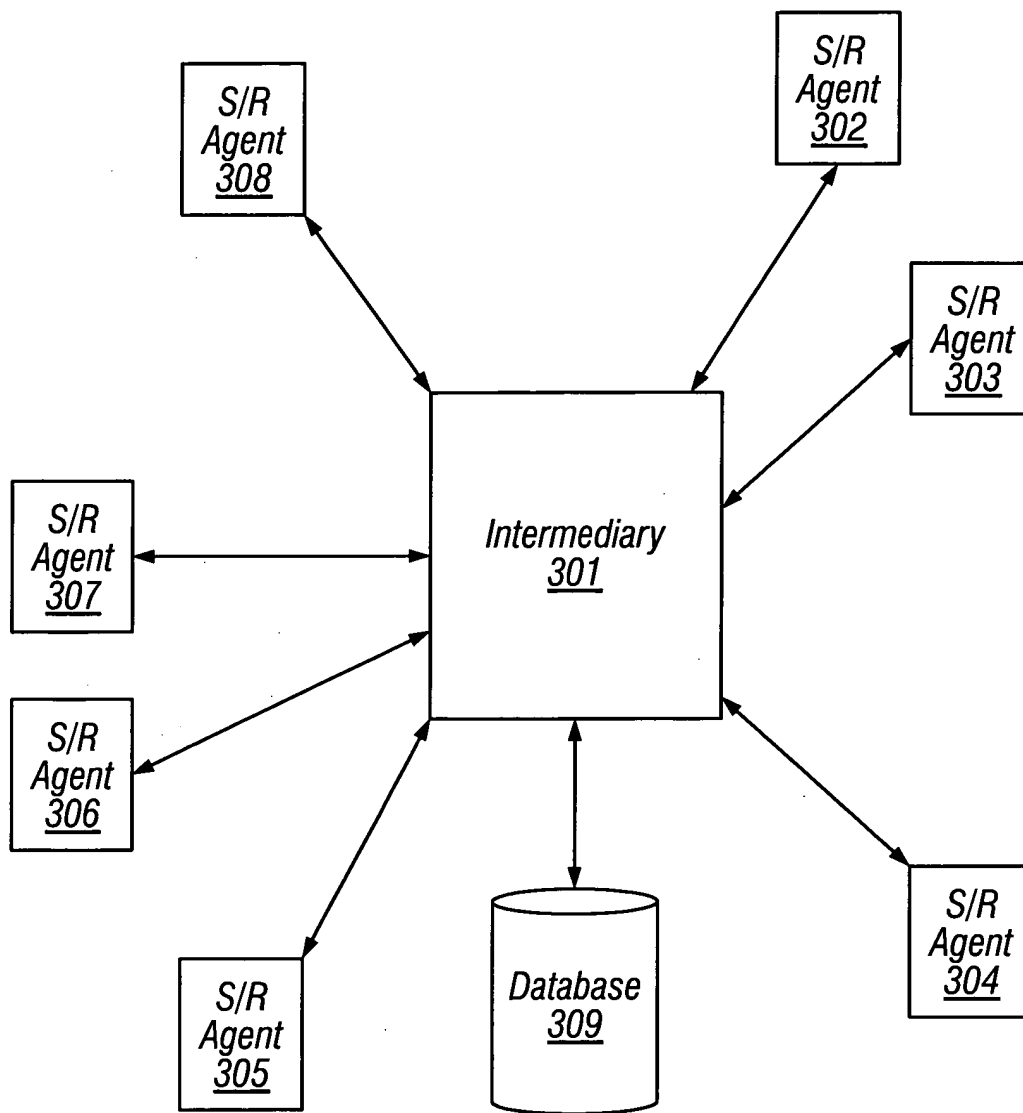 S/R
Agent
302
S/R
Agent
308
S/R
Agent
303
Intermediary
301
S/R
Agent
307
S/R
Agent
306
S/R
Agent
304
Database
309
S/R
Agent
305